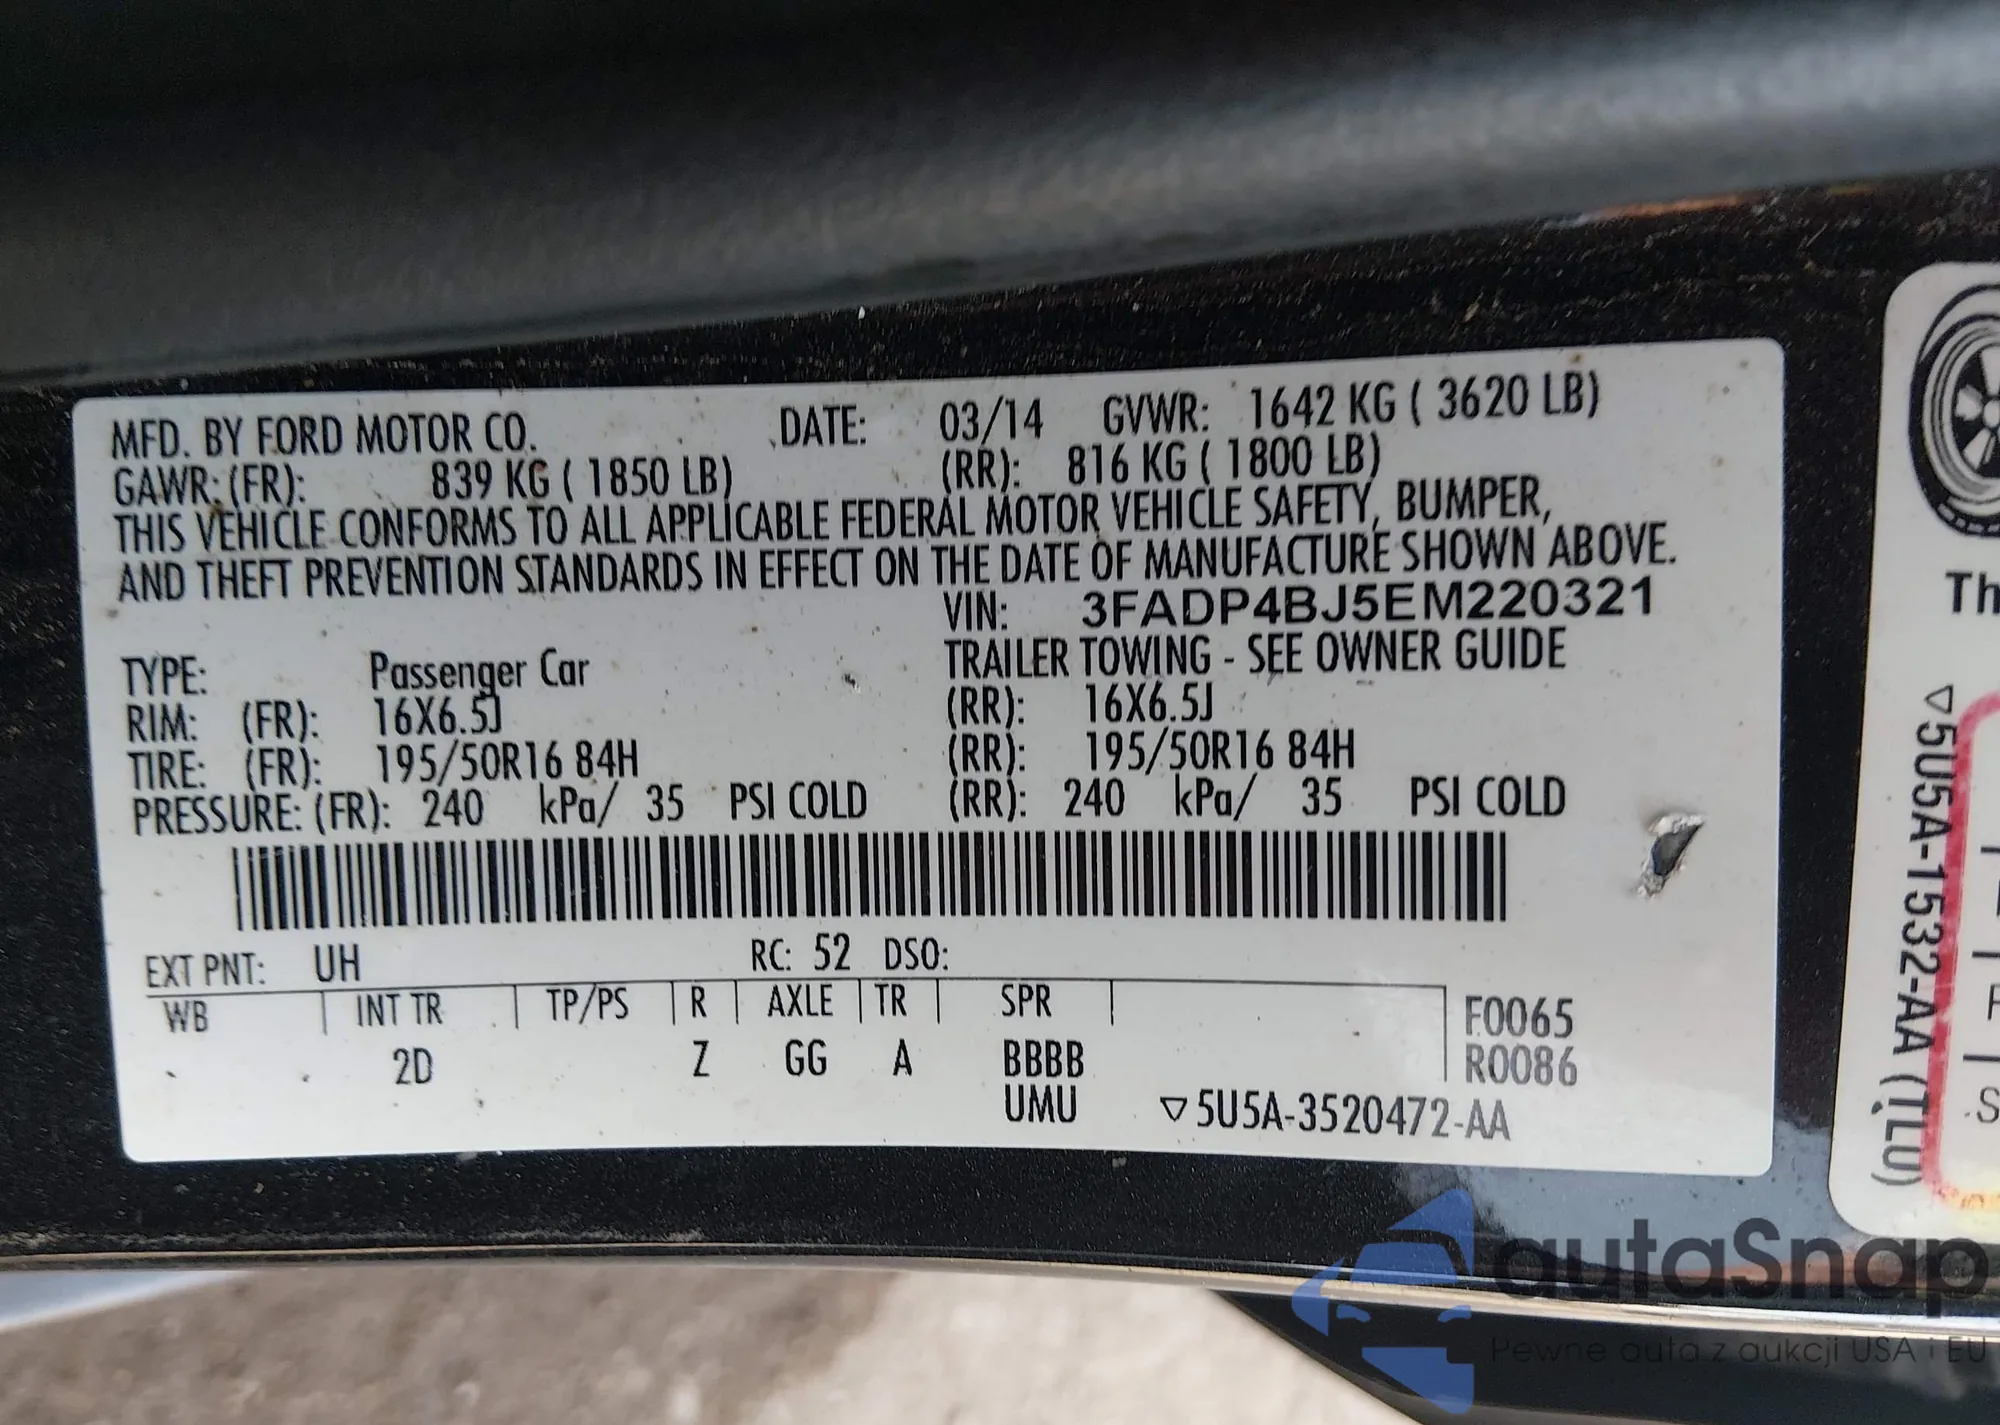 MFD. BY FORD MOTOR CO. DATE: 03/14 GVWR: 1642 KG ( 3620 LB)
GAWR: (FR): 839 KG ( 1850 LB) (RR): 816 KG ( 1800 LB)
THIS VEHICLE CONFORMS TO ALL APPLICABLE FEDERAL MOTOR VEHICLE SAFETY, BUMPER,
AND THEFT PREVENTION STANDARDS IN EFFECT ON THE DATE OF MANUFACTURE SHOWN ABOVE.
VIN: 3FADP4BJ5EM220321
TYPE: Passenger Car TRAILER TOWING - SEE OWNER GUIDE
RIM: (FR): 16X6.5J (RR): 16X6.5J
TIRE: (FR): 195/50R16 84H (RR): 195/50R16 84H
PRESSURE: (FR): 240 kPa/ 35 PSI COLD (RR): 240 kPa/ 35 PSI COLD
EXT PNT: UH RC: 52 DSO:
WB INT TR TP/PS R AXLE TR SPR F0065
2D Z GG A BBBB R0086
UMU ▽5U5A-3520472-AA
Th
▽5U5A-1532-AA (TLU)
autaSnap
Pewne auta z aukcji USA i EU